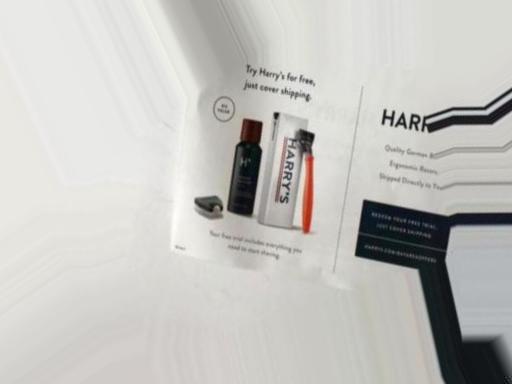 Try Harry's for free,
just cover shipping.
HARRY'S
H'
Your free trial includes everything you
need to start shaving.
HARR
Quality German
Ergonomic Razors.
Shipped Directly to You
REDEEM YOUR FREE TRIAL,
JUST COVER SHIPPING